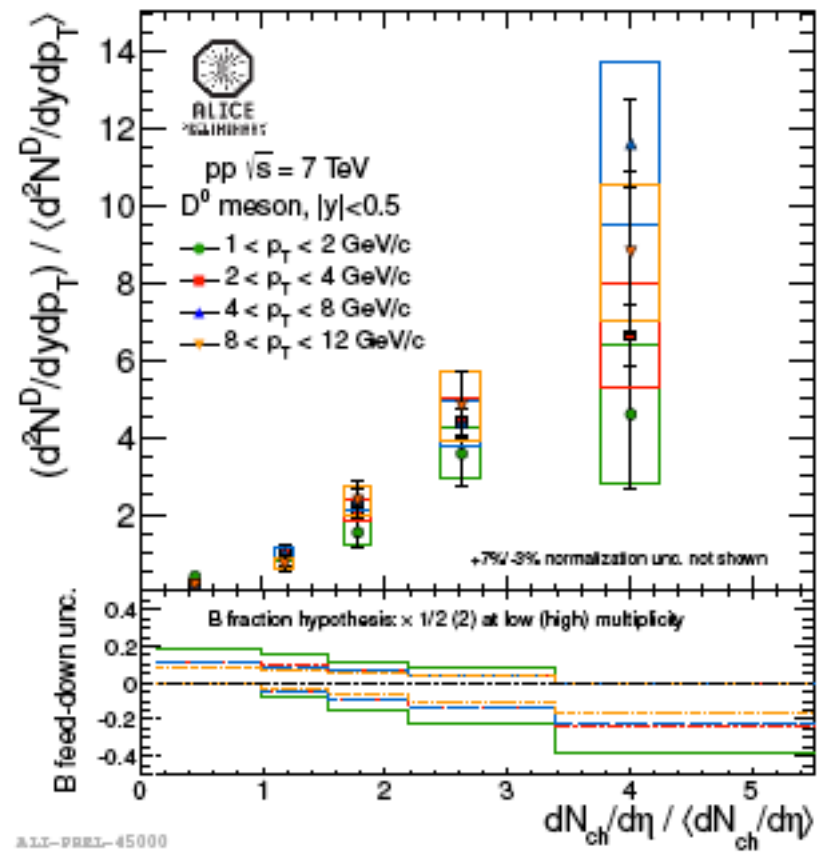 (d²N^D/dydp_T) / ⟨d²N^D/dydp_T⟩
14
12
10
8
6
4
2
ALICE
PRELIMINARY
pp √s = 7 TeV
D⁰ meson, |y|<0.5
1 < p_T < 2 GeV/c
2 < p_T < 4 GeV/c
4 < p_T < 8 GeV/c
8 < p_T < 12 GeV/c
+7%/-3% normalization unc. not shown
B feed-down unc.
0.4
0.2
0
-0.2
-0.4
B fraction hypothesis: × 1/2 (2) at low (high) multiplicity
0 1 2 3 4 5
dN_ch/dη / ⟨dN_ch/dη⟩
ALI-PREL-45000